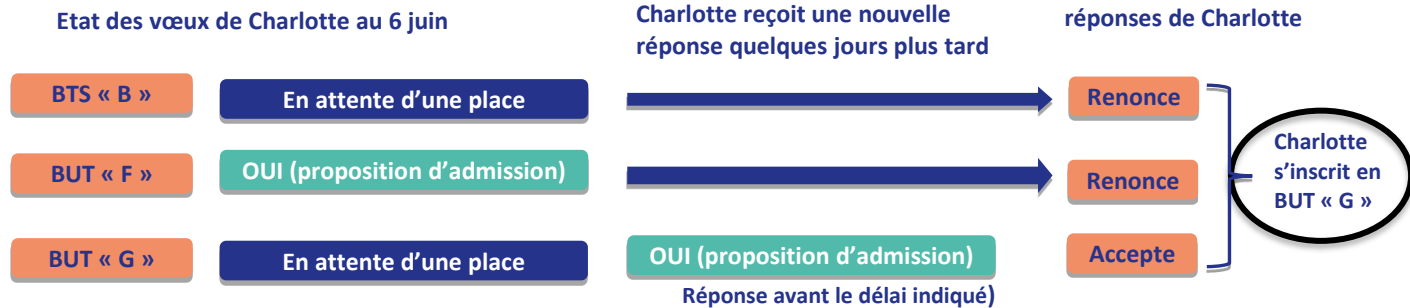 Etat des vœux de Charlotte au 6 juin
Charlotte reçoit une nouvelle
réponse quelques jours plus tard
réponses de Charlotte
BTS « B »
En attente d'une place
Renonce
BUT « F »
OUI (proposition d'admission)
Renonce
Charlotte
s'inscrit en
BUT « G »
BUT « G »
En attente d'une place
OUI (proposition d'admission)
Accepte
Réponse avant le délai indiqué)